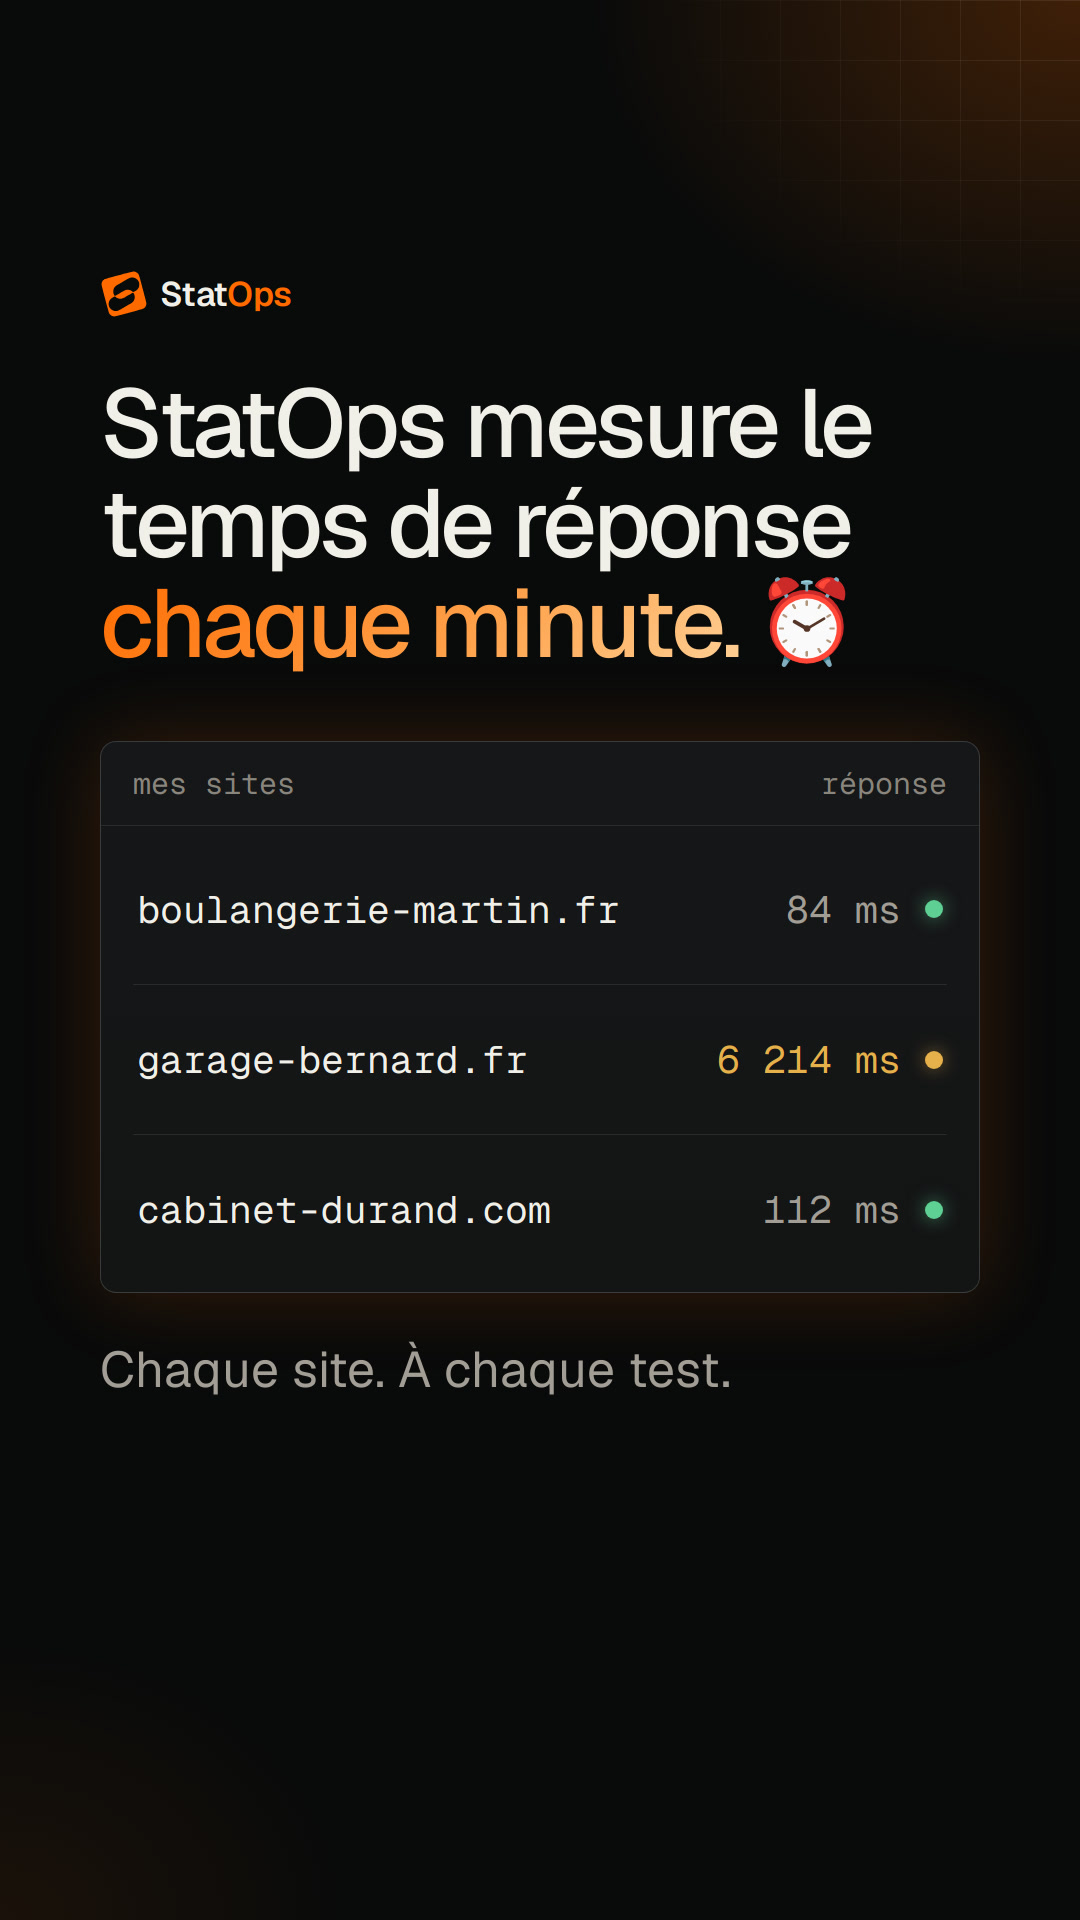 StatOps
StatOps mesure le
temps de réponse
chaque minute. ⏰
mes sites réponse
boulangerie-martin.fr 84 ms
garage-bernard.fr 6 214 ms
cabinet-durand.com 112 ms
Chaque site. À chaque test.